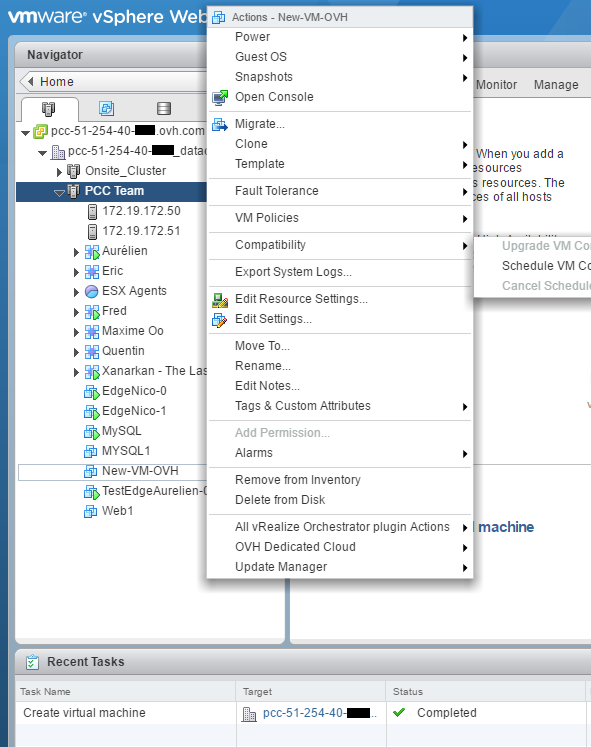 vmware® vSphere Web
Navigator
Home
pcc-51-254-40- .ovh.com
pcc-51-254-40- _datac
Onsite_Cluster
PCC Team
172.19.172.50
172.19.172.51
Aurélien
Eric
ESX Agents
Fred
Maxime Oo
Quentin
Xanarkan - The Las
EdgeNico-0
EdgeNico-1
MySQL
MYSQL1
New-VM-OVH
TestEdgeAurelien-0
Web1
Actions - New-VM-OVH
Power
Guest OS
Snapshots
Open Console
Migrate...
Clone
Template
Fault Tolerance
VM Policies
Compatibility
Export System Logs...
Edit Resource Settings...
Edit Settings...
Move To...
Rename...
Edit Notes...
Tags & Custom Attributes
Add Permission...
Alarms
Remove from Inventory
Delete from Disk
All vRealize Orchestrator plugin Actions
OVH Dedicated Cloud
Update Manager
Monitor Manage
When you add a
esources
s resources. The
ces of all hosts
Upgrade VM Co
Schedule VM Co
Cancel Schedule
machine
Recent Tasks
Task Name Target Status
Create virtual machine pcc-51-254-40- .. Completed